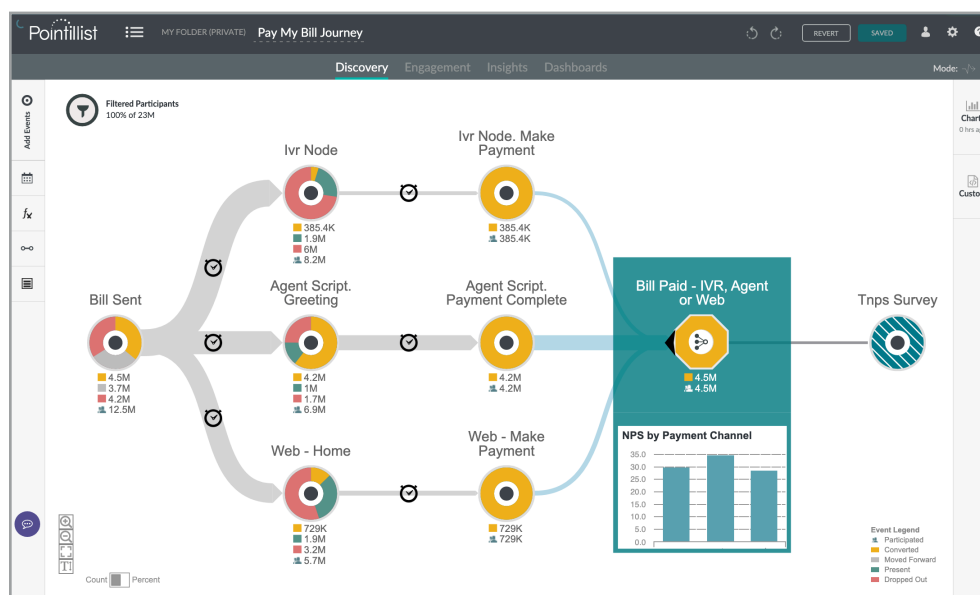 Pointillist
MY FOLDER (PRIVATE)
Pay My Bill Journey
REVERT
SAVED
Discovery
Engagement
Insights
Dashboards
Mode:
Add Events
Filtered Participants
100% of 23M
Chart
0 hrs a
Custo
Ivr Node
385.4K
1.9M
6M
8.2M
Ivr Node. Make
Payment
385.4K
385.4K
Bill Sent
4.5M
3.7M
4.2M
12.5M
Agent Script.
Greeting
4.2M
1M
1.7M
6.9M
Agent Script.
Payment Complete
4.2M
4.2M
Bill Paid - IVR, Agent
or Web
4.5M
4.5M
Tnps Survey
Web - Home
729K
1.9M
3.2M
5.7M
Web - Make
Payment
729K
729K
NPS by Payment Channel
35.0
30.0
25.0
20.0
15.0
10.0
5.0
0.0
Event Legend
Participated
Converted
Moved Forward
Present
Dropped Out
Count
Percent